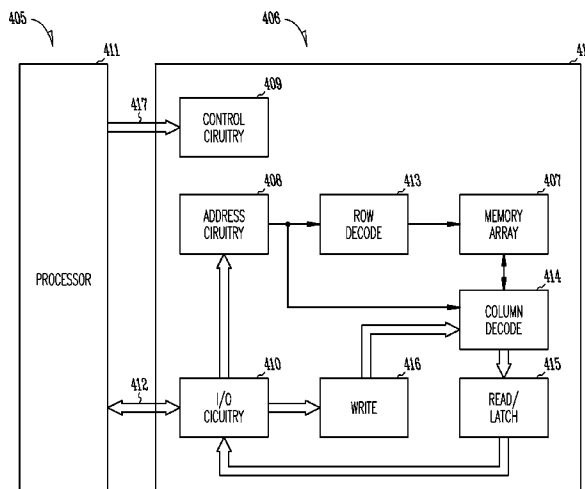 405
406
411
41
417
409
CONTROL
CIRUITRY
408
413
407
ADDRESS
CIRUITRY
ROW
DECODE
MEMORY
ARRAY
PROCESSOR
414
COLUMN
DECODE
412
410
416
415
I/O
CICUITRY
WRITE
READ/
LATCH